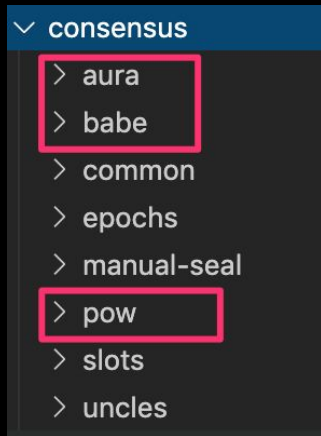 consensus
aura
babe
common
epochs
manual-seal
pow
slots
uncles